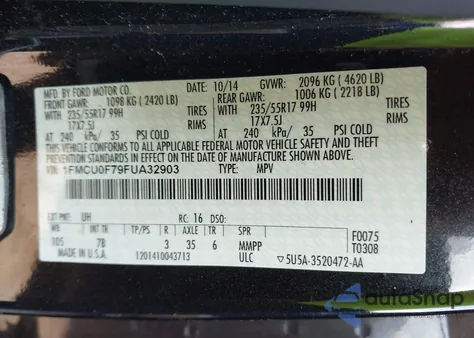 MFD. BY FORD MOTOR CO. 10/14 GVWR: 2096 KG ( 4620 LB)
FRONT GAWR: 1098 KG ( 2420 LB) REAR GAWR: 1006 KG ( 2218 LB)
WITH 235/55R17 99H TIRES WITH 235/55R17 99H TIRES
17X7.5J RIMS 17X7.5J RIMS
AT 240 kPa/ 35 PSI COLD AT 240 kPa/ 35 PSI COLD
THIS VEHICLE CONFORMS TO ALL APPLICABLE FEDERAL MOTOR VEHICLE SAFETY AND
THEFT PREVENTION STANDARDS IN EFFECT ON THE DATE OF MANUFACTURE SHOWN ABOVE.
VIN: 1FMCU0F79FUA32903 TYPE: MPV
EXT PNT: UH RC: 16 DSO:
WB TP/PS R AXLE TR SPR F0075
105 7B 3 35 6 MMPP T0308
MADE IN U.S.A. 1201410043713 ULC 5U5A-3520472-AA
autoSnap